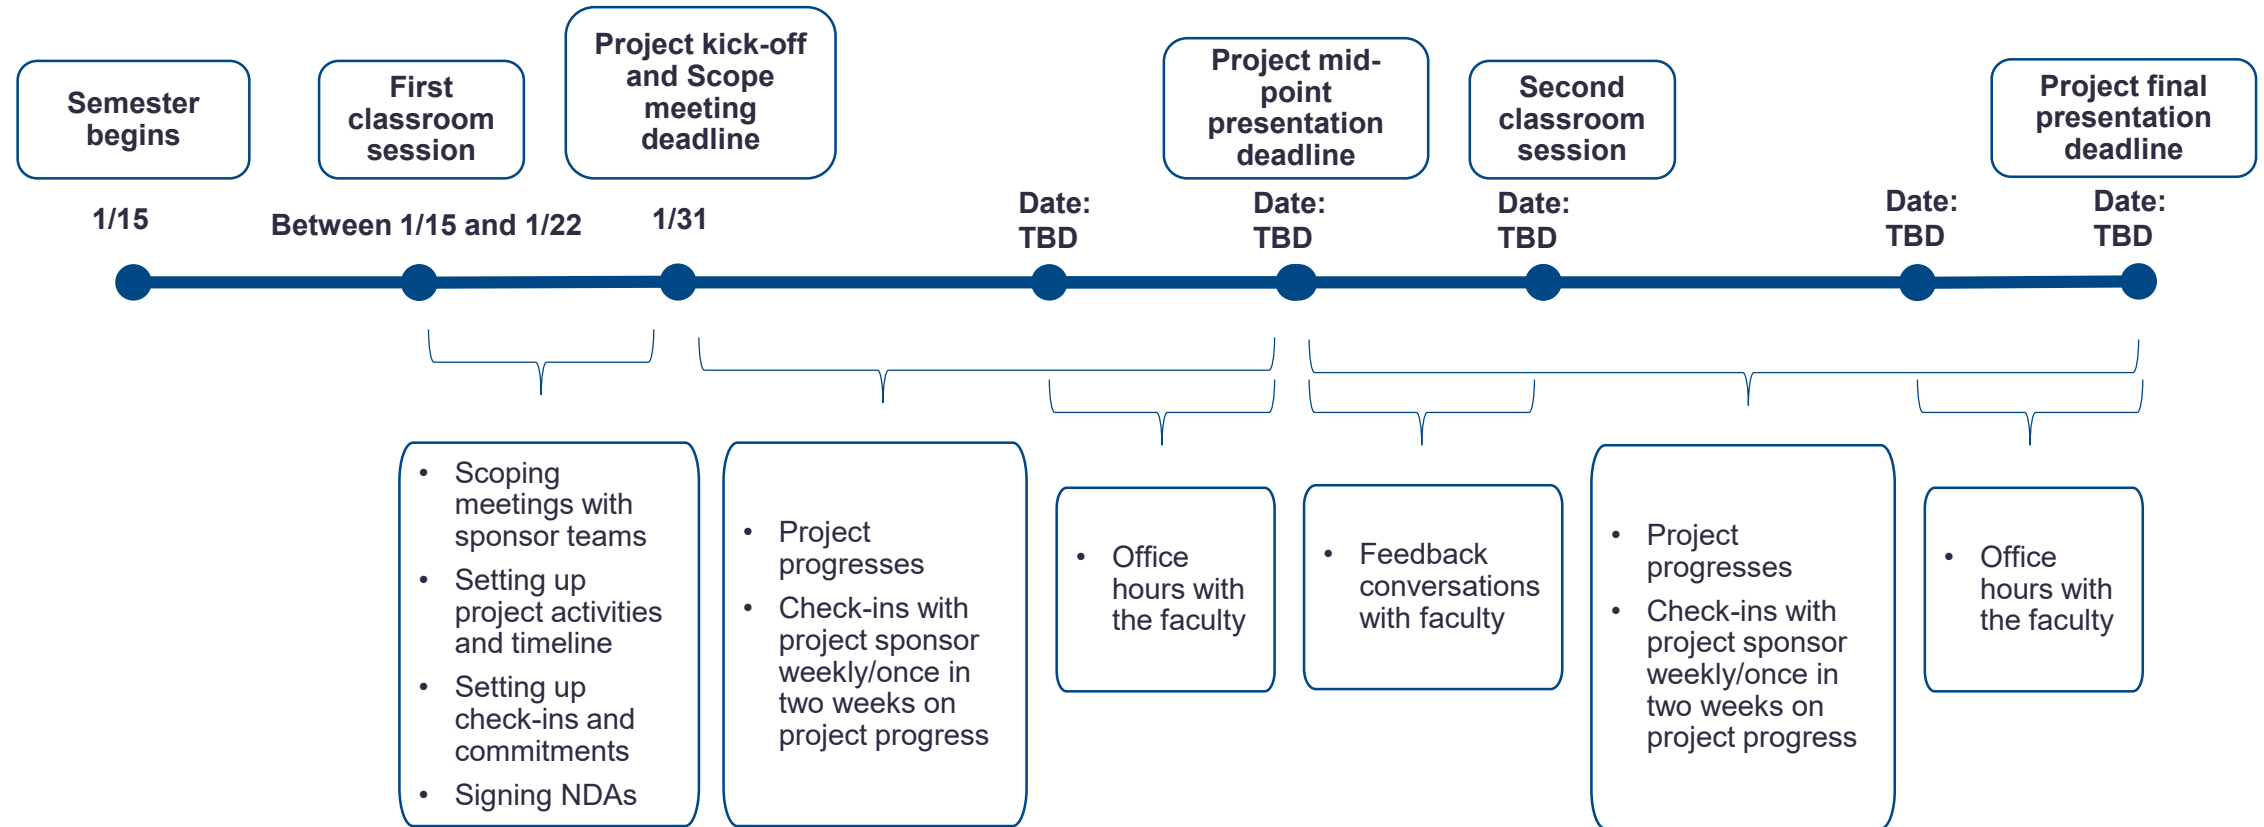 Semester
begins
First
classroom
session
Project kick-off
and Scope
meeting
deadline
Project mid-
point
presentation
deadline
Second
classroom
session
Project final
presentation
deadline
1/15
Between 1/15 and 1/22
1/31
Date:
TBD
Date:
TBD
Date:
TBD
Date:
TBD
Date:
TBD
• Scoping
meetings with
sponsor teams
• Setting up
project activities
and timeline
• Setting up
check-ins and
commitments
• Signing NDAs
• Project
progresses
• Check-ins with
project sponsor
weekly/once in
two weeks on
project progress
• Office
hours with
the faculty
• Feedback
conversations
with faculty
• Project
progresses
• Check-ins with
project sponsor
weekly/once in
two weeks on
project progress
• Office
hours with
the faculty